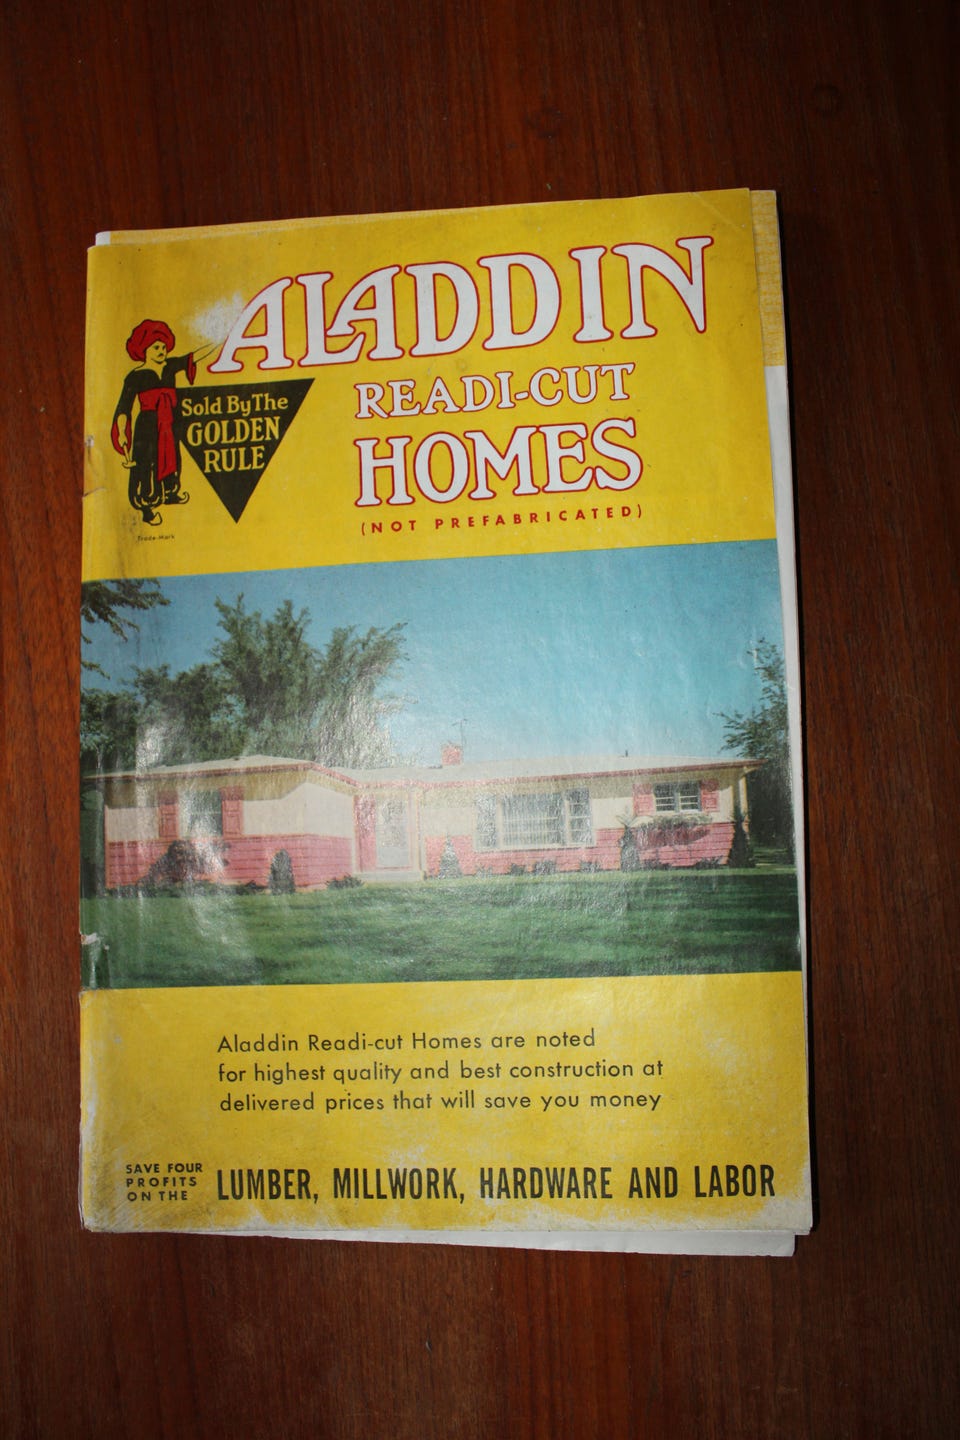 ALADDIN
READI-CUT
HOMES
(NOT PREFABRICATED)
Sold By The
GOLDEN
RULE
Trade-Mark
Aladdin Readi-cut Homes are noted
for highest quality and best construction at
delivered prices that will save you money
SAVE FOUR
PROFITS
ON THE
LUMBER, MILLWORK, HARDWARE AND LABOR